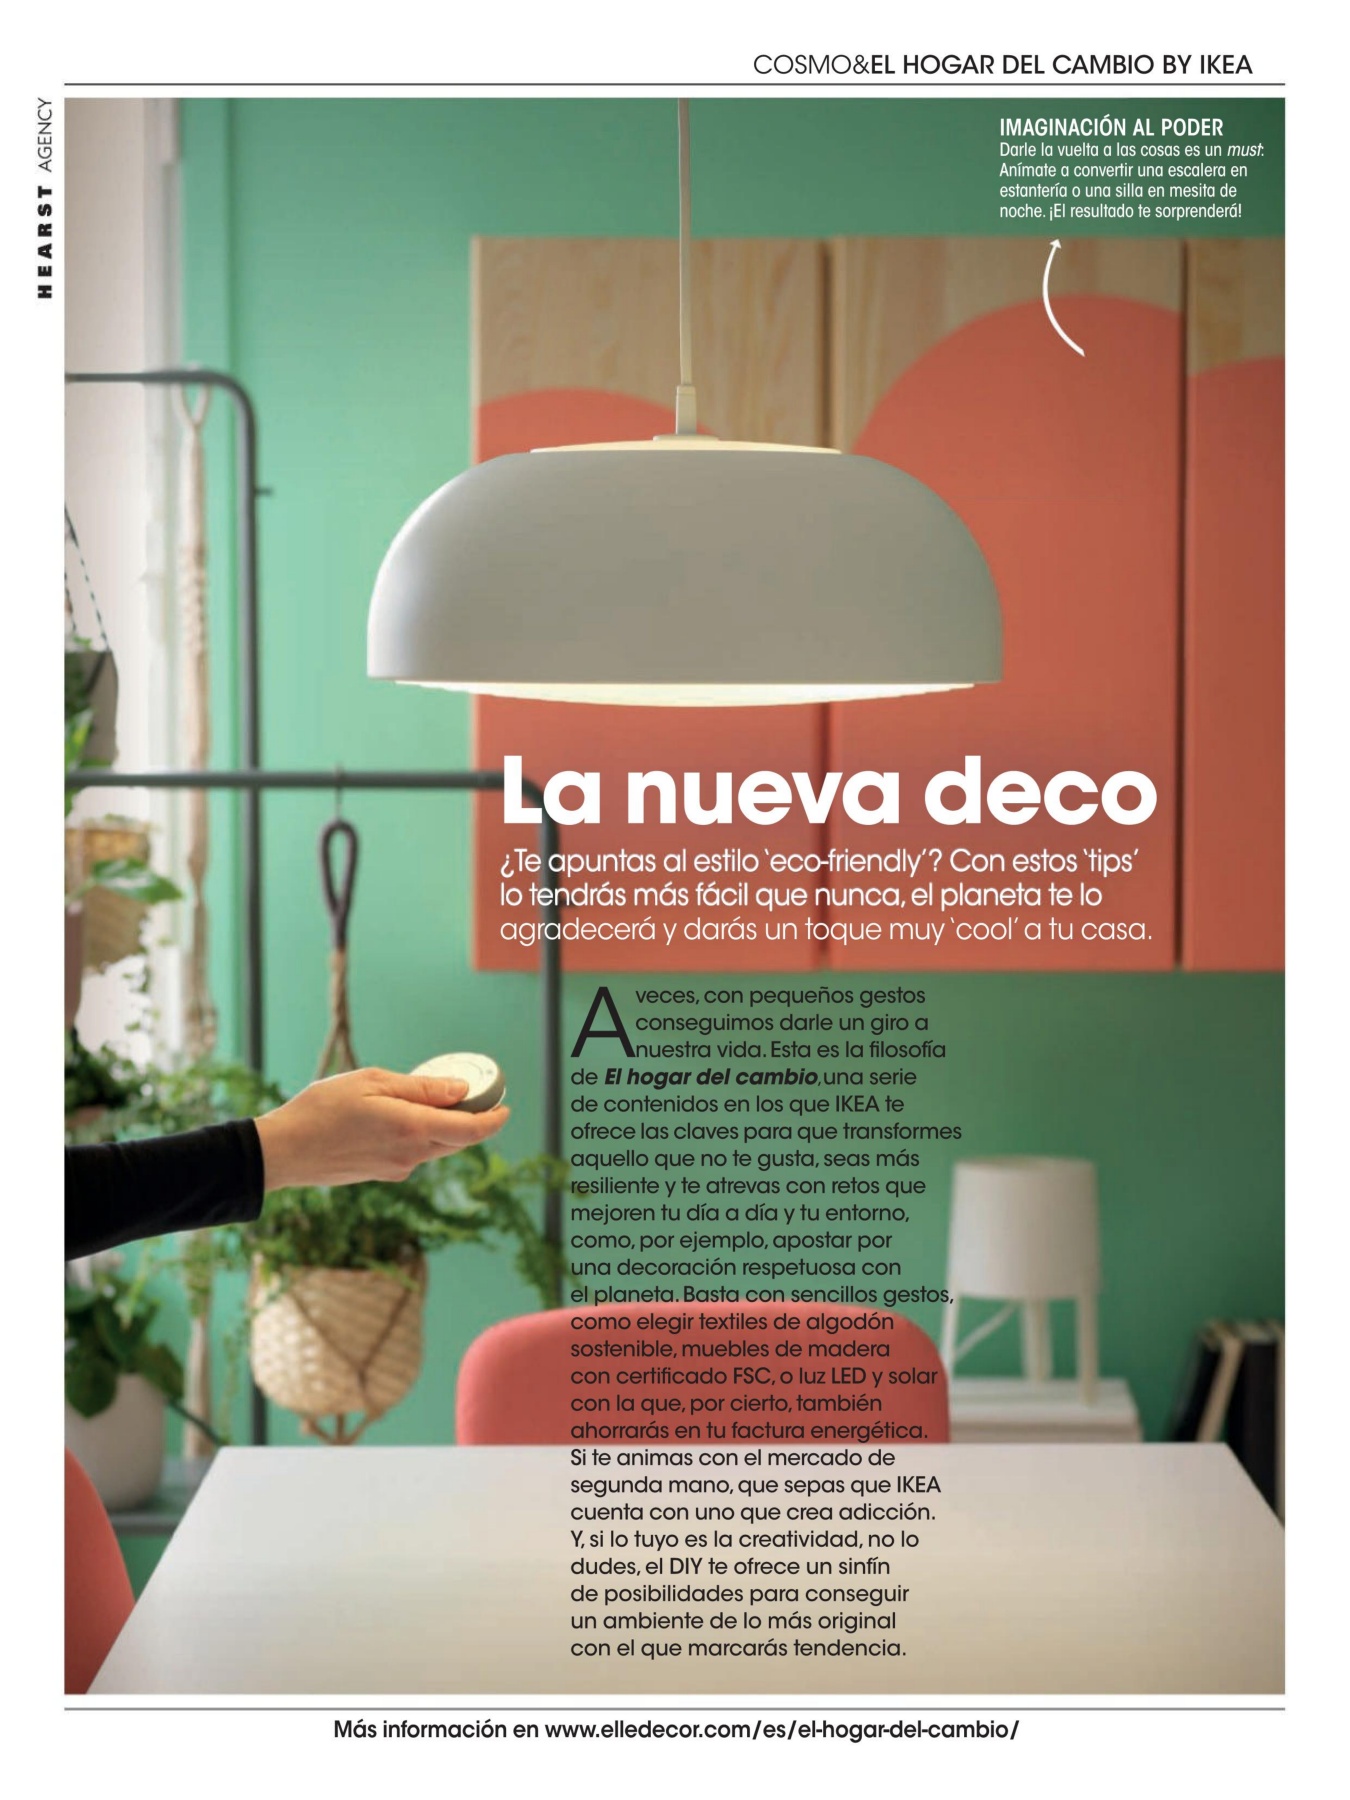 COSMO&EL HOGAR DEL CAMBIO BY IKEA
HEARST AGENCY
IMAGINACIÓN AL PODER
Darle la vuelta a las cosas es un must:
Anímate a convertir una escalera en
estantería o una silla en mesita de
noche. ¡El resultado te sorprenderá!
La nueva deco
¿Te apuntas al estilo ‘eco-friendly’? Con estos ‘tips’
lo tendrás más fácil que nunca, el planeta te lo
agradecerá y darás un toque muy ‘cool’ a tu casa.
A veces, con pequeños gestos
conseguimos darle un giro a
nuestra vida. Esta es la filosofía
de El hogar del cambio, una serie
de contenidos en los que IKEA te
ofrece las claves para que transformes
aquello que no te gusta, seas más
resiliente y te atrevas con retos que
mejoren tu día a día y tu entorno,
como, por ejemplo, apostar por
una decoración respetuosa con
el planeta. Basta con sencillos gestos,
como elegir textiles de algodón
sostenible, muebles de madera
con certificado FSC, o luz LED y solar
con la que, por cierto, también
ahorrarás en tu factura energética.
Si te animas con el mercado de
segunda mano, que sepas que IKEA
cuenta con uno que crea adicción.
Y, si lo tuyo es la creatividad, no lo
dudes, el DIY te ofrece un sinfín
de posibilidades para conseguir
un ambiente de lo más original
con el que marcarás tendencia.
Más información en www.elledecor.com/es/el-hogar-del-cambio/